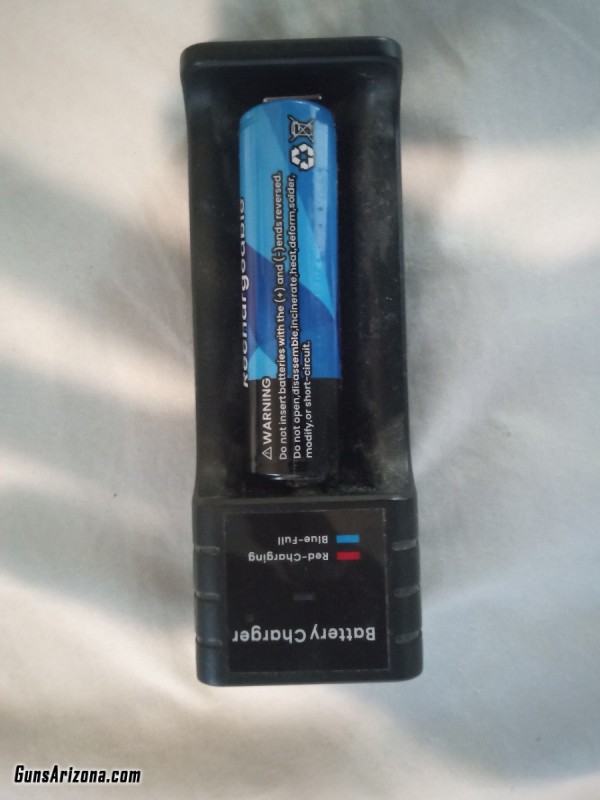 Rechargeable
⚠ WARNING
Do not insert batteries with the (+) and (-)ends reversed.
Do not open,disassemble,incinerate,heat,deform,solder,
modify,or short-circuit.
Battery Charger
Red-Charging
Blue-Full
GunsArizona.com